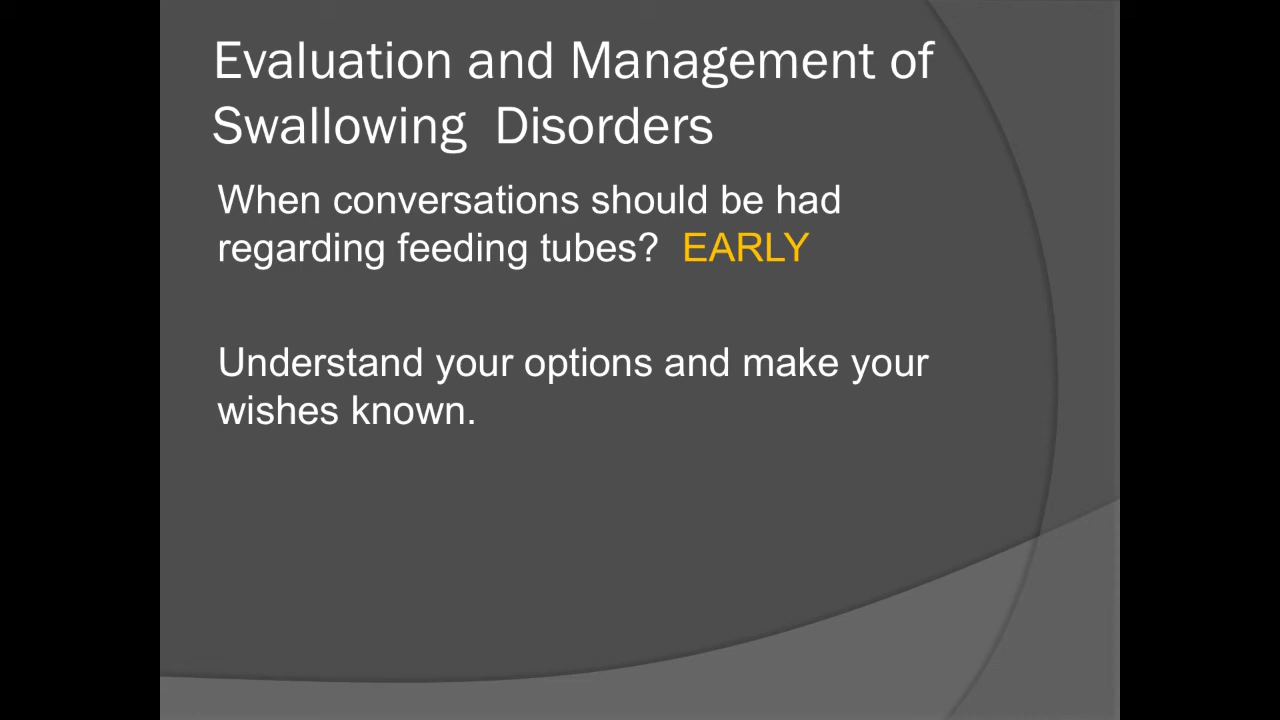 Evaluation and Management of
Swallowing  Disorders
When conversations should be had
regarding feeding tubes?  EARLY
Understand your options and make your
wishes known.